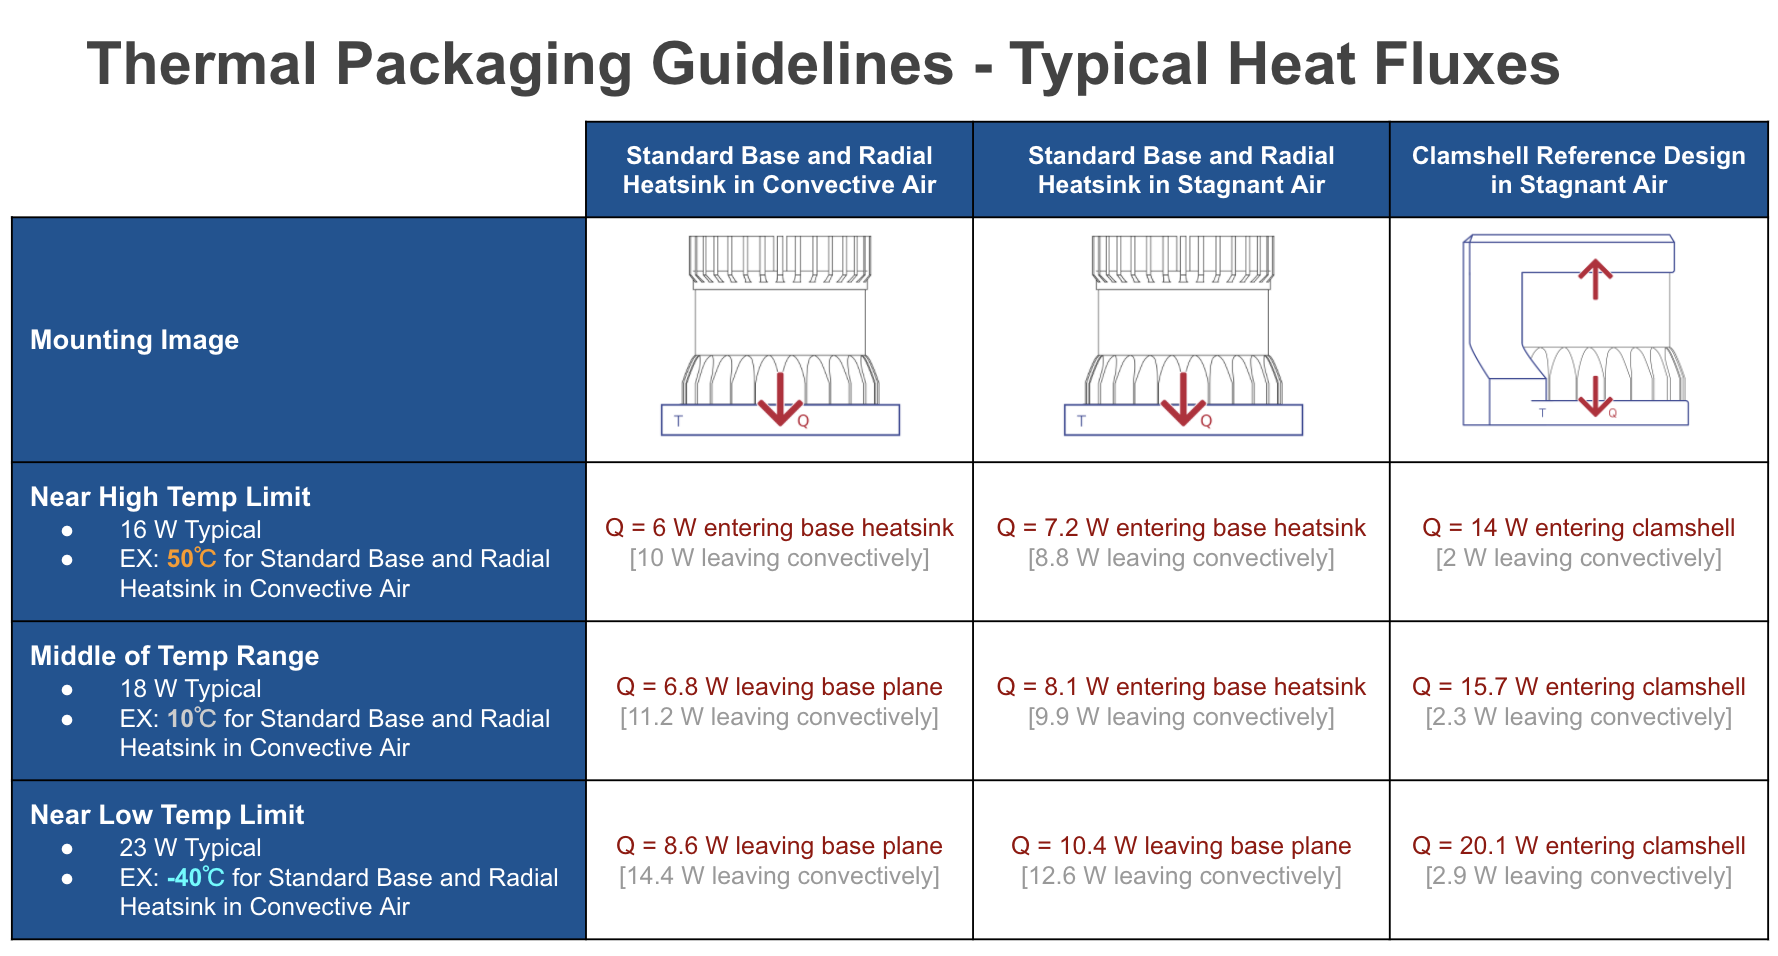 Thermal Packaging Guidelines - Typical Heat Fluxes
Standard Base and Radial
Heatsink in Convective Air
Standard Base and Radial
Heatsink in Stagnant Air
Clamshell Reference Design
in Stagnant Air
Mounting Image
T Q
T Q
T Q
Near High Temp Limit
● 16 W Typical
● EX: 50°C for Standard Base and Radial
Heatsink in Convective Air
Q = 6 W entering base heatsink
[10 W leaving convectively]
Q = 7.2 W entering base heatsink
[8.8 W leaving convectively]
Q = 14 W entering clamshell
[2 W leaving convectively]
Middle of Temp Range
● 18 W Typical
● EX: 10°C for Standard Base and Radial
Heatsink in Convective Air
Q = 6.8 W leaving base plane
[11.2 W leaving convectively]
Q = 8.1 W entering base heatsink
[9.9 W leaving convectively]
Q = 15.7 W entering clamshell
[2.3 W leaving convectively]
Near Low Temp Limit
● 23 W Typical
● EX: -40°C for Standard Base and Radial
Heatsink in Convective Air
Q = 8.6 W leaving base plane
[14.4 W leaving convectively]
Q = 10.4 W leaving base plane
[12.6 W leaving convectively]
Q = 20.1 W entering clamshell
[2.9 W leaving convectively]